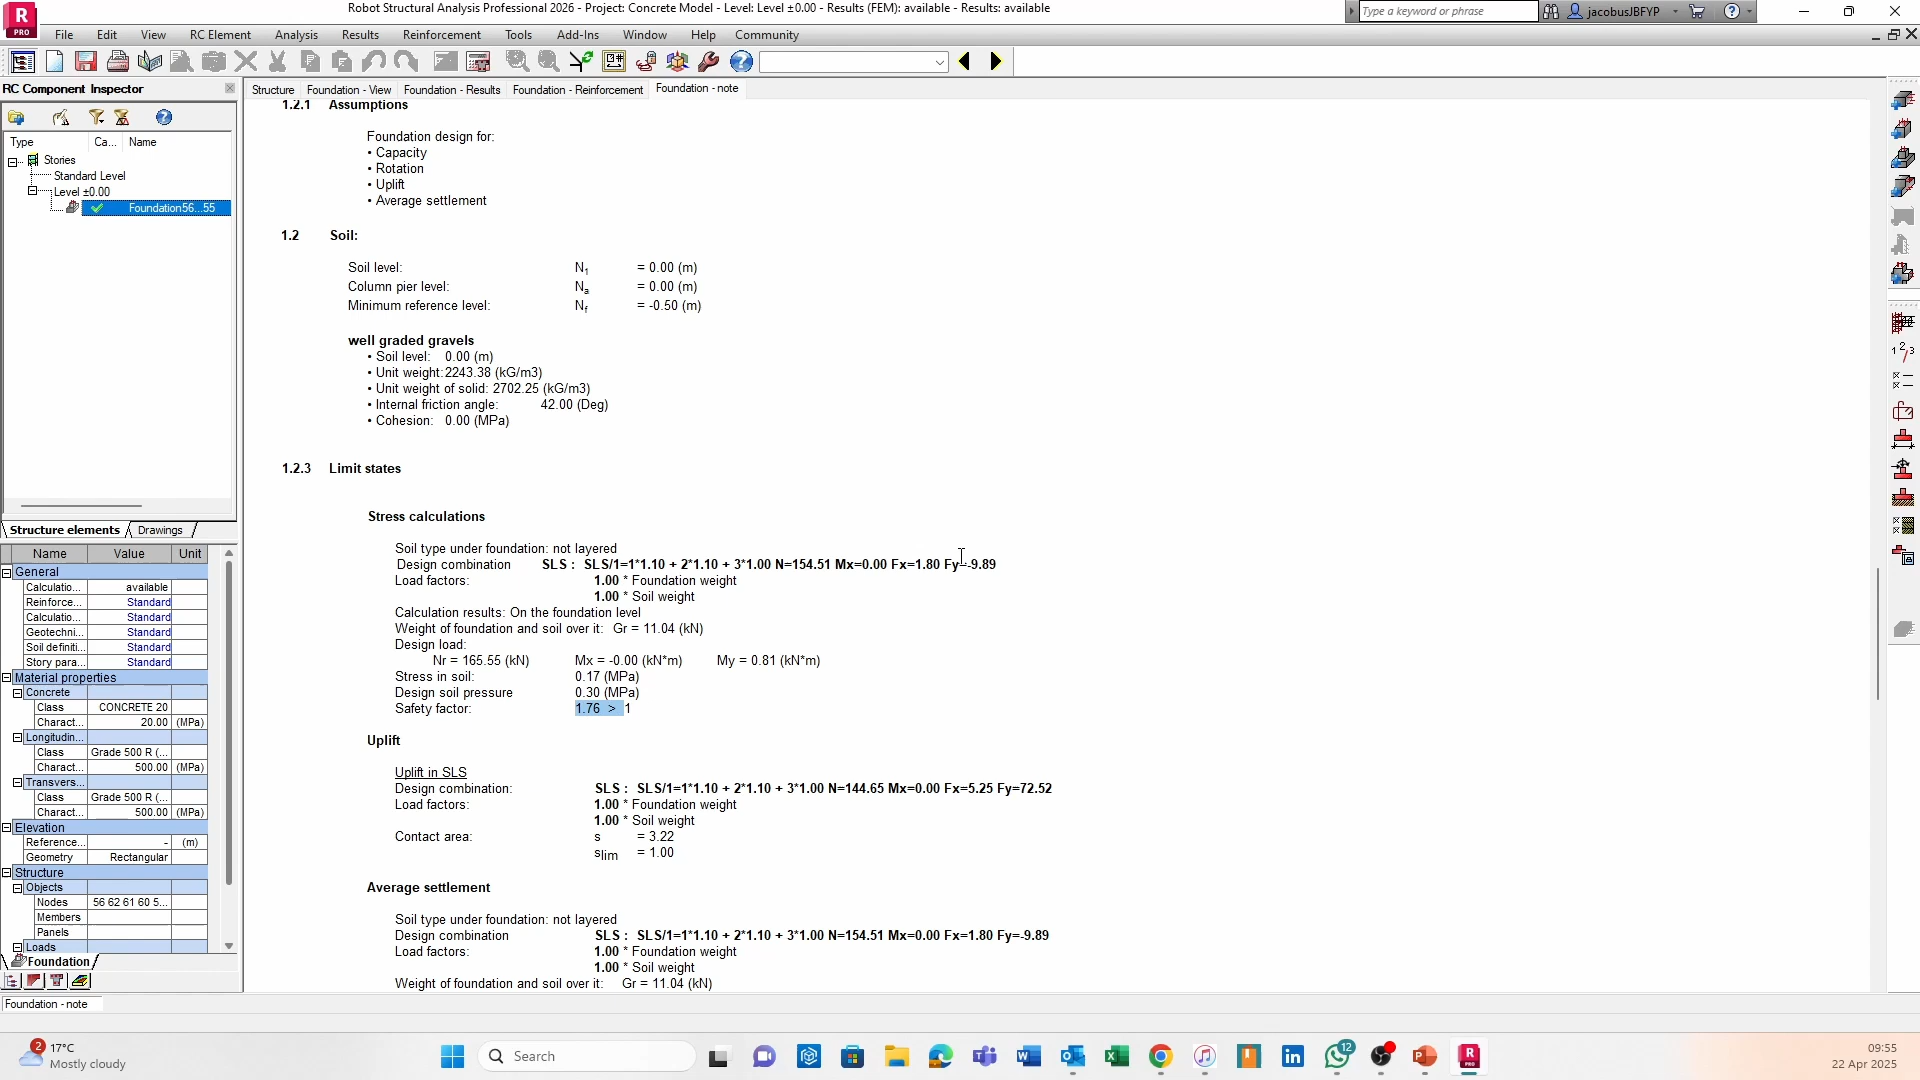 Robot Structural Analysis Professional 2026 - Project: Concrete Model - Level: Level ±0.00 - Results (FEM): available - Results: available
Type a keyword or phrase
jacobusJBFYP
R
PRO
File Edit View RC Element Analysis Results Reinforcement Tools Add-Ins Window Help Community
RC Component Inspector
Type Ca... Name
Stories
Standard Level
Level ±0.00
Foundation56...55
Structure elements Drawings
Name Value Unit
General
Calculatio... available
Reinforce... Standard
Calculatio... Standard
Geotechni... Standard
Soil definiti... Standard
Story para... Standard
Material properties
Concrete
Class CONCRETE 20
Charact... 20.00 (MPa)
Longitudin...
Class Grade 500 R (...
Charact... 500.00 (MPa)
Transvers...
Class Grade 500 R (...
Charact... 500.00 (MPa)
Elevation
Reference... - (m)
Geometry Rectangular
Structure
Objects
Nodes 56 62 61 60 5...
Members
Panels
Loads
Foundation
Structure Foundation - View Foundation - Results Foundation - Reinforcement Foundation - note
1.2.1 Assumptions
Foundation design for:
• Capacity
• Rotation
• Uplift
• Average settlement
1.2 Soil:
Soil level: N1 = 0.00 (m)
Column pier level: Na = 0.00 (m)
Minimum reference level: Nf = -0.50 (m)
well graded gravels
• Soil level: 0.00 (m)
• Unit weight:2243.38 (kG/m3)
• Unit weight of solid: 2702.25 (kG/m3)
• Internal friction angle: 42.00 (Deg)
• Cohesion: 0.00 (MPa)
1.2.3 Limit states
Stress calculations
Soil type under foundation: not layered
Design combination SLS : SLS/1=1*1.10 + 2*1.10 + 3*1.00 N=154.51 Mx=0.00 Fx=1.80 Fy=-9.89
Load factors: 1.00 * Foundation weight
1.00 * Soil weight
Calculation results: On the foundation level
Weight of foundation and soil over it: Gr = 11.04 (kN)
Design load:
Nr = 165.55 (kN) Mx = -0.00 (kN*m) My = 0.81 (kN*m)
Stress in soil: 0.17 (MPa)
Design soil pressure 0.30 (MPa)
Safety factor: 1.76 > 1
Uplift
Uplift in SLS
Design combination: SLS : SLS/1=1*1.10 + 2*1.10 + 3*1.00 N=144.65 Mx=0.00 Fx=5.25 Fy=72.52
Load factors: 1.00 * Foundation weight
1.00 * Soil weight
Contact area: s = 3.22
slim = 1.00
Average settlement
Soil type under foundation: not layered
Design combination SLS : SLS/1=1*1.10 + 2*1.10 + 3*1.00 N=154.51 Mx=0.00 Fx=1.80 Fy=-9.89
Load factors: 1.00 * Foundation weight
1.00 * Soil weight
Weight of foundation and soil over it: Gr = 11.04 (kN)
Foundation - note
2
17°C
Mostly cloudy
Search
12
09:55
22 Apr 2025